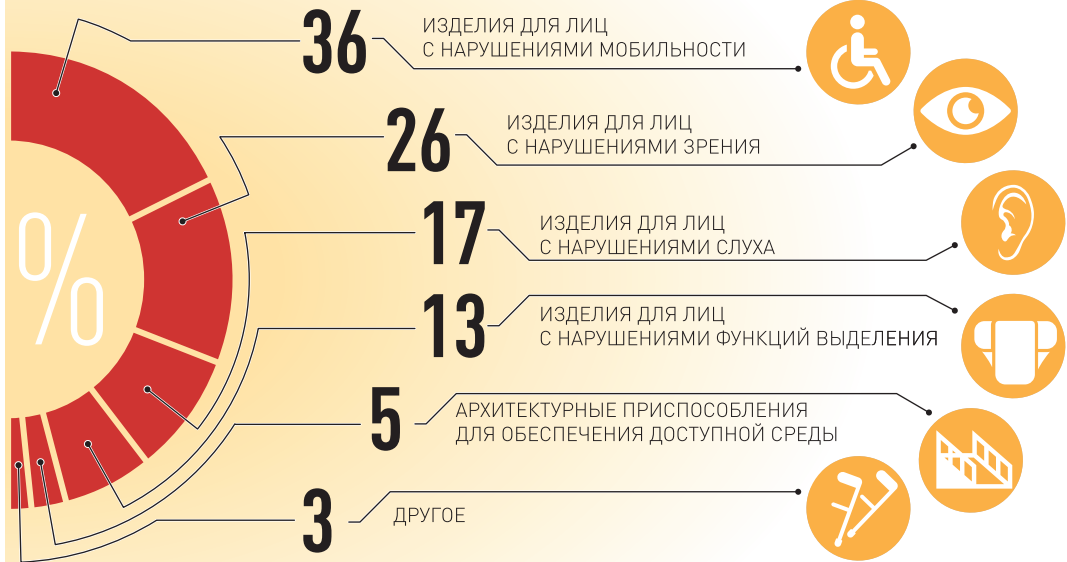 36
ИЗДЕЛИЯ ДЛЯ ЛИЦ
С НАРУШЕНИЯМИ МОБИЛЬНОСТИ
26
ИЗДЕЛИЯ ДЛЯ ЛИЦ
С НАРУШЕНИЯМИ ЗРЕНИЯ
17
ИЗДЕЛИЯ ДЛЯ ЛИЦ
С НАРУШЕНИЯМИ СЛУХА
%
13
ИЗДЕЛИЯ ДЛЯ ЛИЦ
С НАРУШЕНИЯМИ ФУНКЦИЙ ВЫДЕЛЕНИЯ
5
АРХИТЕКТУРНЫЕ ПРИСПОСОБЛЕНИЯ
ДЛЯ ОБЕСПЕЧЕНИЯ ДОСТУПНОЙ СРЕДЫ
3
ДРУГОЕ